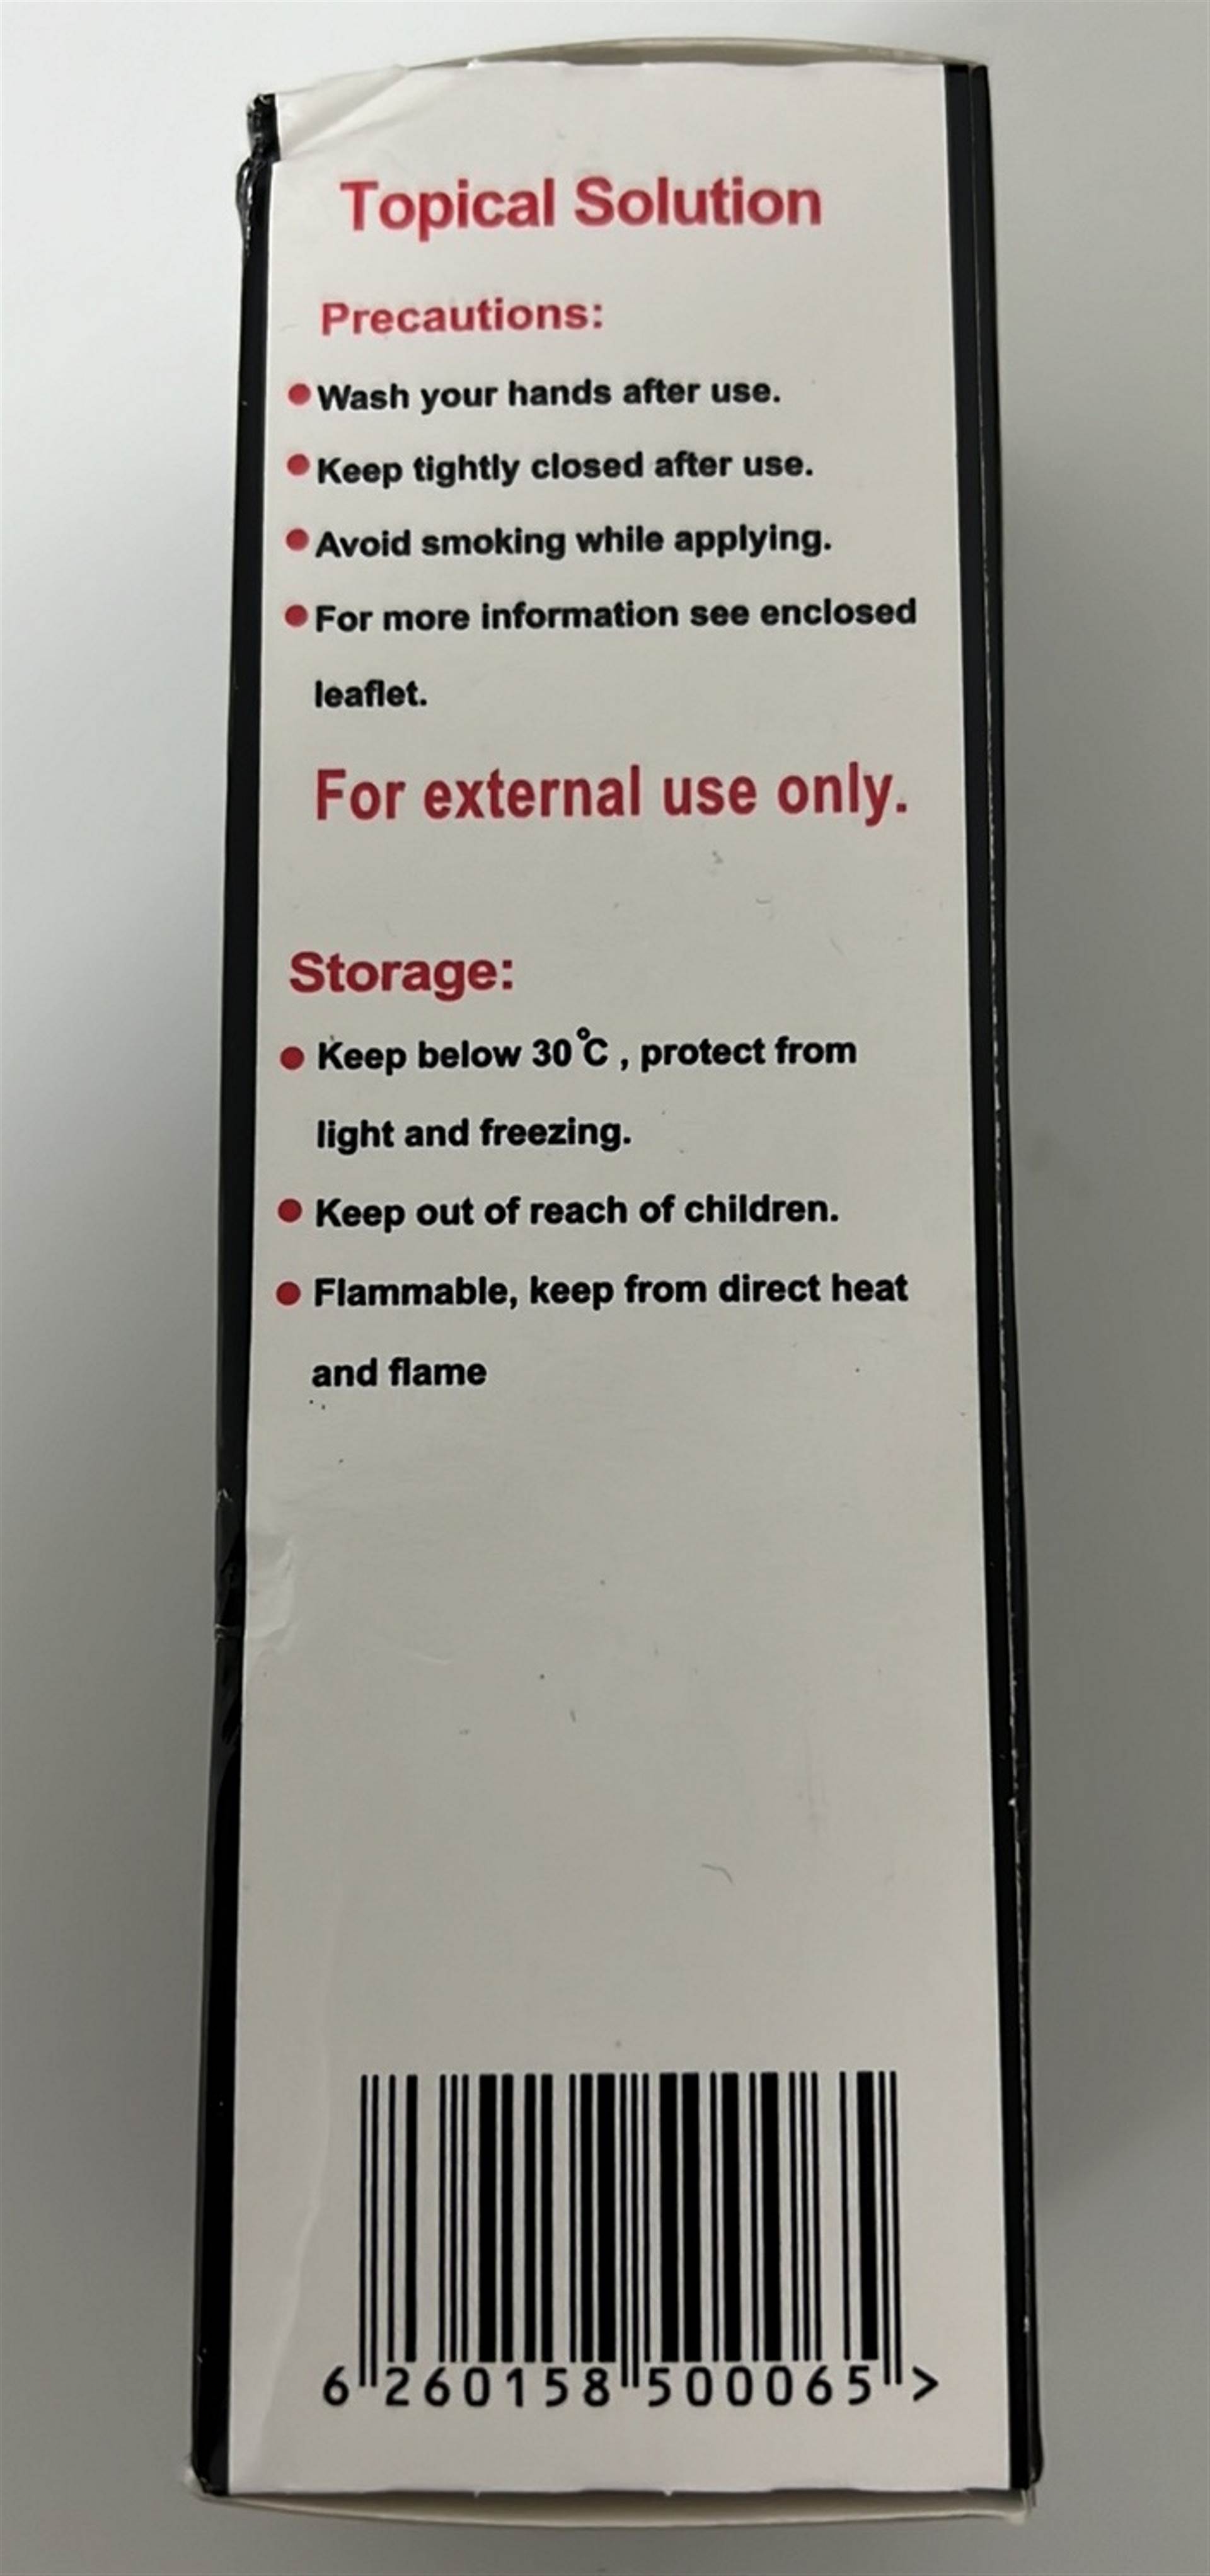 Topical Solution
Precautions:
● Wash your hands after use.
● Keep tightly closed after use.
● Avoid smoking while applying.
● For more information see enclosed
leaflet.
For external use only.
Storage:
● Keep below 30℃ , protect from
light and freezing.
● Keep out of reach of children.
● Flammable, keep from direct heat
and flame
6 260158 500065 >